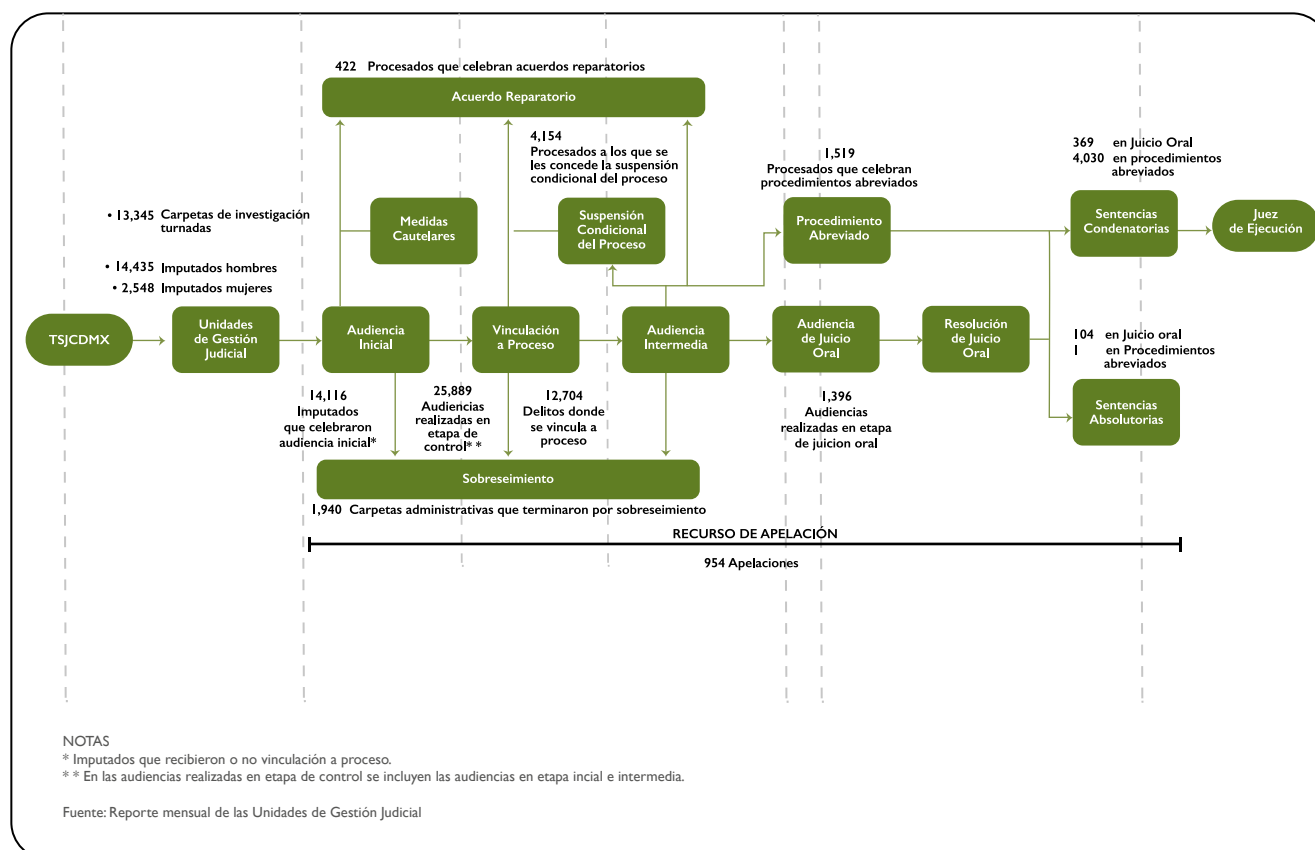 422 Procesados que celebran acuerdos reparatorios
Acuerdo Reparatorio
4,154
Procesados a los que se
les concede la suspensión
condicional del proceso
1,519
Procesados que celebran
procedimientos abreviados
369 en Juicio Oral
4,030 en procedimientos
abreviados
• 13,345 Carpetas de investigación
turnadas
Medidas
Cautelares
Suspensión
Condicional
del Proceso
Procedimiento
Abreviado
Sentencias
Condenatorias
Juez
de Ejecución
• 14,435 Imputados hombres
• 2,548 Imputados mujeres
TSJCDMX
Unidades
de Gestión
Judicial
Audiencia
Inicial
Vinculación
a Proceso
Audiencia
Intermedia
Audiencia
de Juicio
Oral
Resolución
de Juicio
Oral
104 en Juicio oral
1 en Procedimientos
abreviados
Sentencias
Absolutorias
14,116
Imputados
que celebraron
audiencia inicial*
25,889
Audiencias
realizadas en
etapa de
control* *
12,704
Delitos donde
se vincula a
proceso
1,396
Audiencias
realizadas en etapa
de juicion oral
Sobreseimiento
1,940 Carpetas administrativas que terminaron por sobreseimiento
RECURSO DE APELACIÓN
954 Apelaciones
NOTAS
* Imputados que recibieron o no vinculación a proceso.
* * En las audiencias realizadas en etapa de control se incluyen las audiencias en etapa incial e intermedia.
Fuente: Reporte mensual de las Unidades de Gestión Judicial